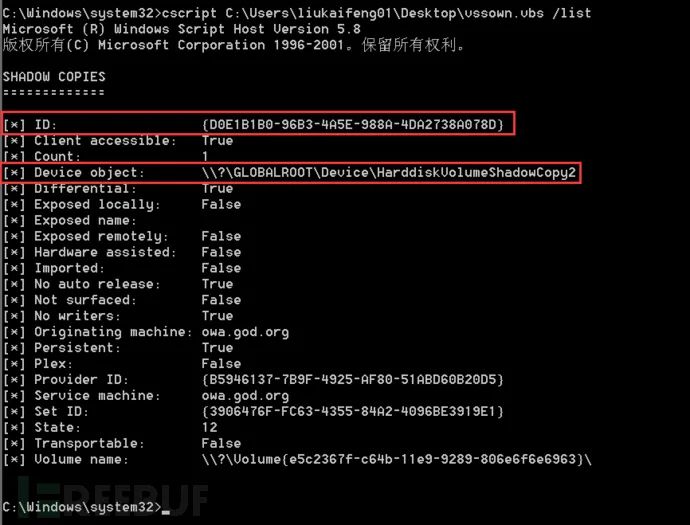 C:\Windows\system32>cscript C:\Users\liukaifeng01\Desktop\vssown.vbs /list
Microsoft (R) Windows Script Host Version 5.8
版权所有(C) Microsoft Corporation 1996-2001。保留所有权利。
SHADOW COPIES
=============
[*] ID: {D0E1B1B0-96B3-4A5E-988A-4DA2738A078D}
[*] Client accessible: True
[*] Count: 1
[*] Device object: \\?\GLOBALROOT\Device\HarddiskVolumeShadowCopy2
[*] Differential: True
[*] Exposed locally: False
[*] Exposed name:
[*] Exposed remotely: False
[*] Hardware assisted: False
[*] Imported: False
[*] No auto release: True
[*] Not surfaced: False
[*] No writers: True
[*] Originating machine: owa.god.org
[*] Persistent: True
[*] Plex: False
[*] Provider ID: {B5946137-7B9F-4925-AF80-51ABD60B20D5}
[*] Service machine: owa.god.org
[*] Set ID: {3906476F-FC63-4355-84A2-4096BE3919E1}
[*] State: 12
[*] Transportable: False
[*] Volume name: \\?\Volume{e5c2367f-c64b-11e9-9289-806e6f6e6963}\
C:\Windows\system32>_
FREEBUF